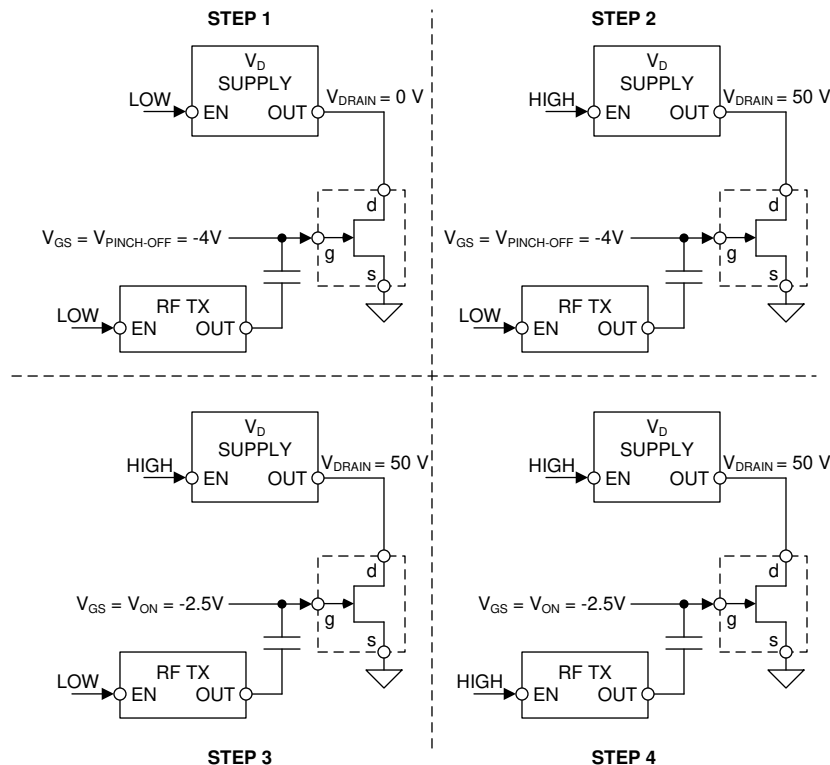 STEP 1
V_D
SUPPLY
LOW
EN
OUT
V_DRAIN = 0 V
d
V_GS = V_PINCH-OFF = -4V
g
s
RF TX
LOW
EN
OUT
STEP 2
V_D
SUPPLY
HIGH
EN
OUT
V_DRAIN = 50 V
d
V_GS = V_PINCH-OFF = -4V
g
s
RF TX
LOW
EN
OUT
V_D
SUPPLY
HIGH
EN
OUT
V_DRAIN = 50 V
d
V_GS = V_ON = -2.5V
g
s
RF TX
LOW
EN
OUT
STEP 3
V_D
SUPPLY
HIGH
EN
OUT
V_DRAIN = 50 V
d
V_GS = V_ON = -2.5V
g
s
RF TX
HIGH
EN
OUT
STEP 4